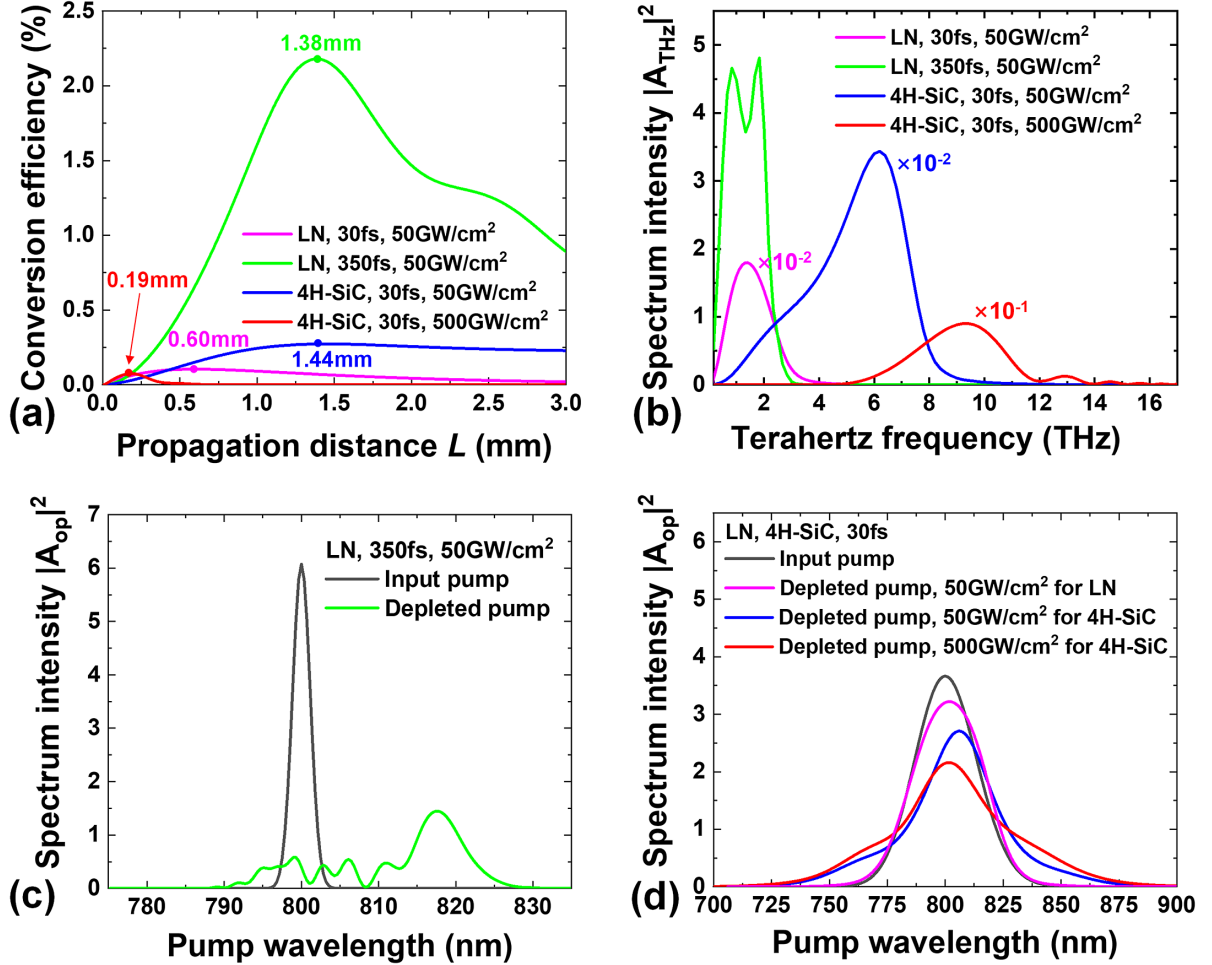 Conversion efficiency (%)
2.5
2.0
1.5
1.0
0.5
0.0
1.38mm
LN, 30fs, 50GW/cm²
LN, 350fs, 50GW/cm²
4H-SiC, 30fs, 50GW/cm²
4H-SiC, 30fs, 500GW/cm²
0.19mm
0.60mm
1.44mm
0.0 0.5 1.0 1.5 2.0 2.5 3.0
(a)
Propagation distance L (mm)
Spectrum intensity |A_THz|²
5
4
3
2
1
0
LN, 30fs, 50GW/cm²
LN, 350fs, 50GW/cm²
4H-SiC, 30fs, 50GW/cm²
4H-SiC, 30fs, 500GW/cm²
×10⁻²
×10⁻²
×10⁻¹
2 4 6 8 10 12 14 16
(b)
Terahertz frequency (THz)
Spectrum intensity |A_op|²
7
6
5
4
3
2
1
0
LN, 350fs, 50GW/cm²
Input pump
Depleted pump
780 790 800 810 820 830
(c)
Pump wavelength (nm)
Spectrum intensity |A_op|²
6
5
4
3
2
1
0
LN, 4H-SiC, 30fs
Input pump
Depleted pump, 50GW/cm² for LN
Depleted pump, 50GW/cm² for 4H-SiC
Depleted pump, 500GW/cm² for 4H-SiC
700 725 750 775 800 825 850 875 900
(d)
Pump wavelength (nm)